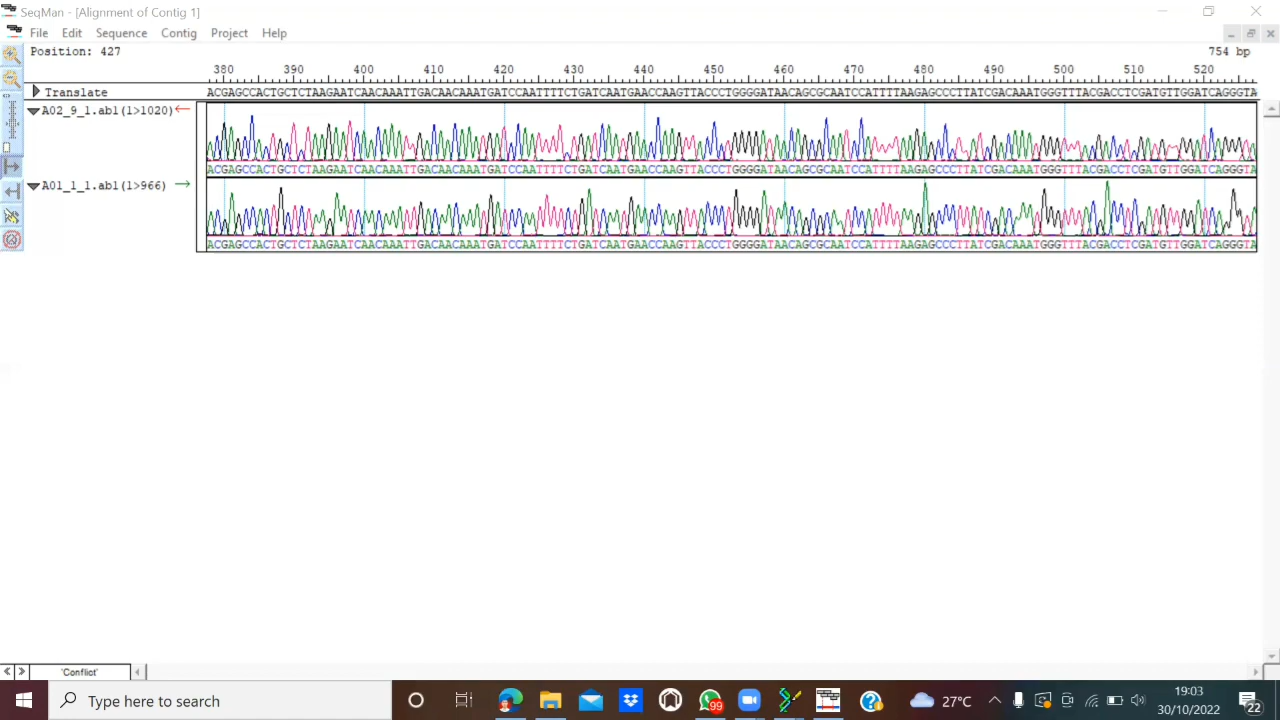 SeqMan - [Alignment of Contig 1]
File Edit Sequence Contig Project Help
Position: 427 754 bp
380 390 400 410 420 430 440 450 460 470 480 490 500 510 520
Translate ACGAGCCACTGCTCTAAGAATCAACAAATTGACAACAAATGATCCAATTTTCTGATCAATGAACCAAGTTACCCTGGGGATAACAGCGCAATCCATTTTAAGAGCCCTTATCGACAAATGGGTTTACGACCTCGATGTTGGATCAGGGTA
A02_9_1.ab1(1>1020)
ACGAGCCACTGCTCTAAGAATCAACAAATTGACAACAAATGATCCAATTTTCTGATCAATGAACCAAGTTACCCTGGGGATAACAGCGCAATCCATTTTAAGAGCCCTTATCGACAAATGGGTTTACGACCTCGATGTTGGATCAGGGTA
A01_1_1.ab1(1>966)
ACGAGCCACTGCTCTAAGAATCAACAAATTGACAACAAATGATCCAATTTTCTGATCAATGAACCAAGTTACCCTGGGGATAACAGCGCAATCCATTTTAAGAGCCCTTATCGACAAATGGGTTTACGACCTCGATGTTGGATCAGGGTA
'Conflict'
Type here to search 99 27°C 19:03
30/10/2022 22